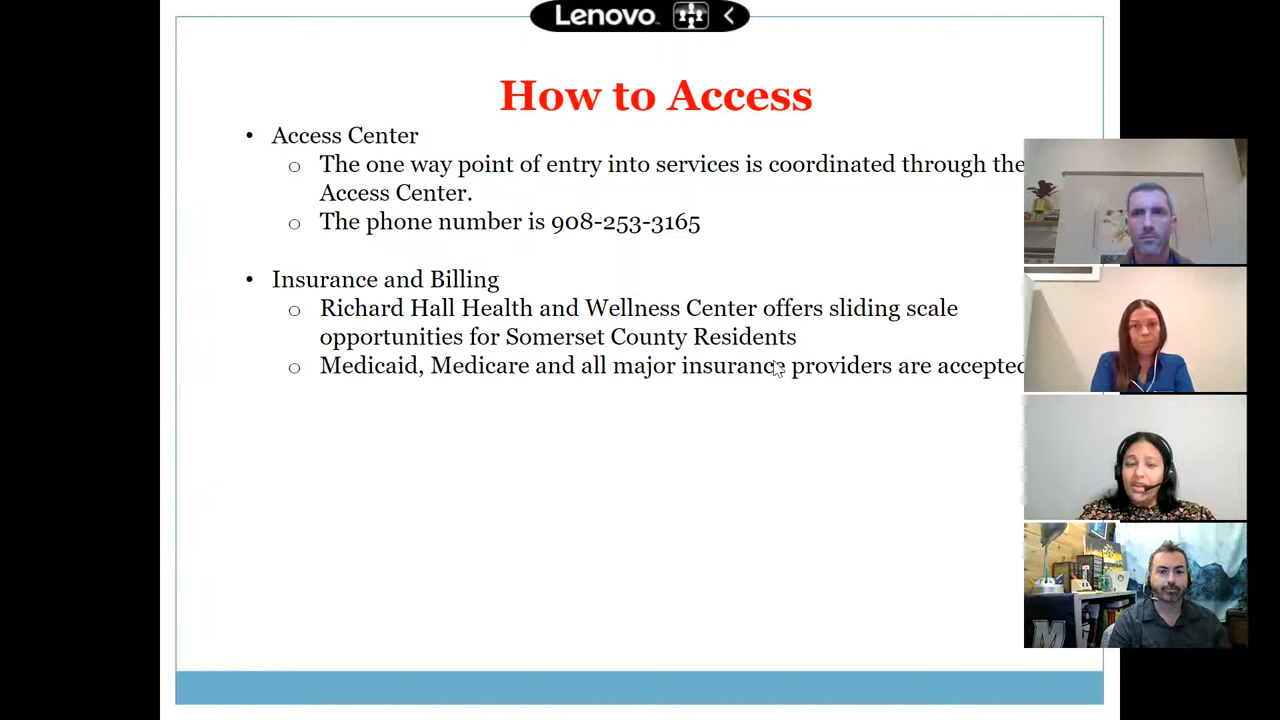 Lenovo
How to Access
• Access Center
o The one way point of entry into services is coordinated through the
Access Center.
o The phone number is 908-253-3165
• Insurance and Billing
o Richard Hall Health and Wellness Center offers sliding scale
opportunities for Somerset County Residents
o Medicaid, Medicare and all major insurance providers are accepted
M